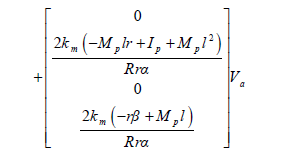 0
2k_m(-M_p lr + I_p + M_p l^2)
Rrα
0
+ V_a
2k_m(-rβ + M_p l)
Rrα